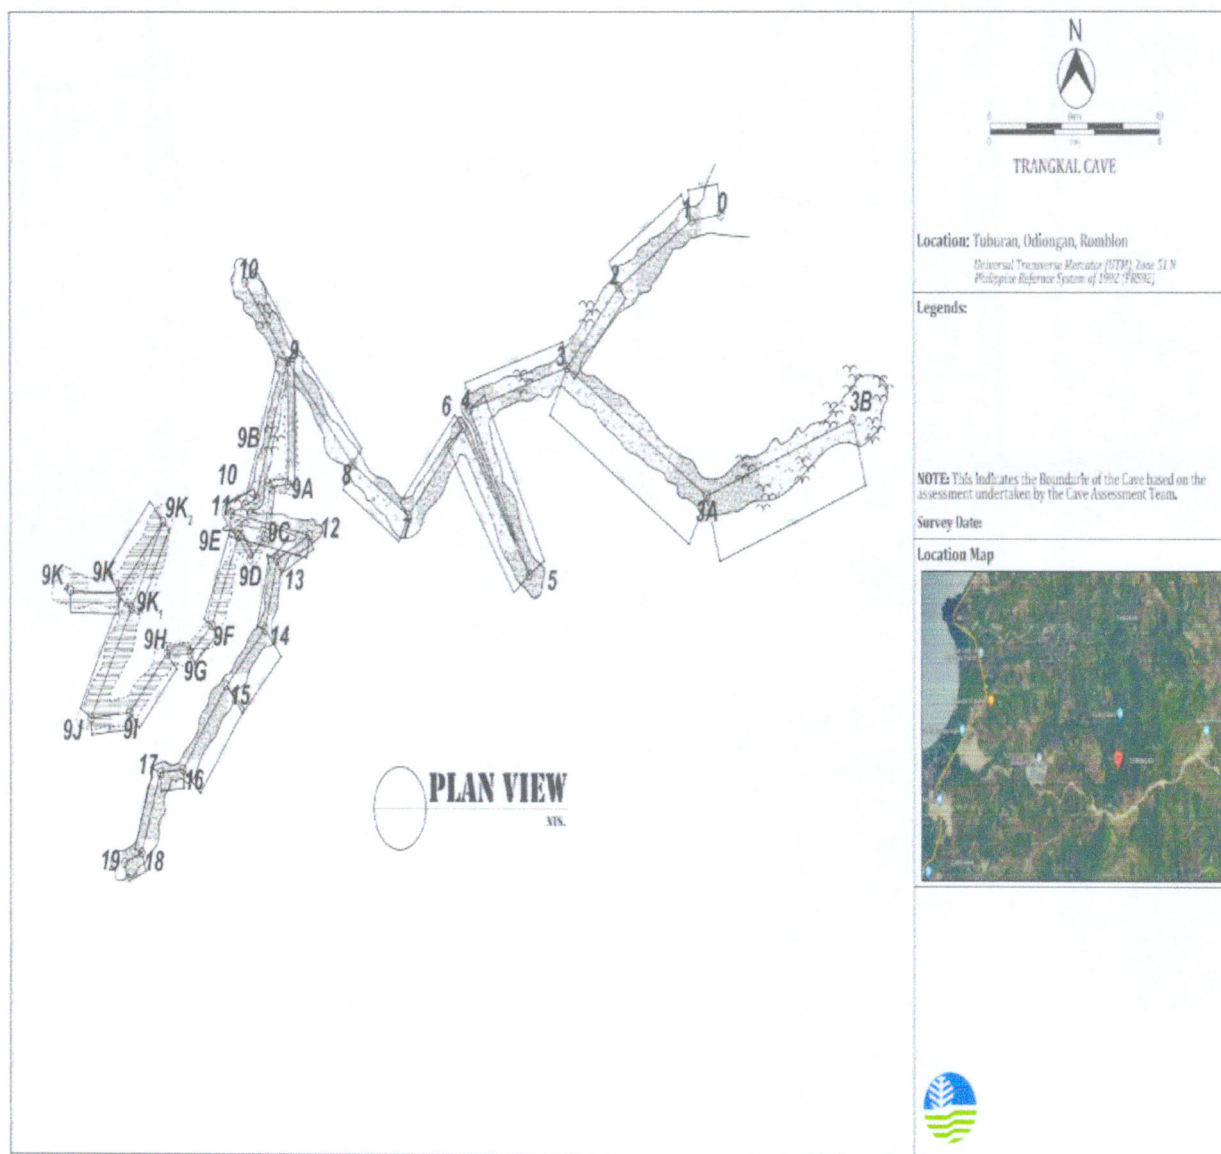 N
TRANGKAL CAVE
Location: Tuburan, Odiongan, Romblon
Universal Transverse Mercator (UTM), Zone 51 N
Philippine Reference System of 1992 (PRS92)
Legends:
NOTE: This Indicates the Boundarie of the Cave based on the
assessment undertaken by the Cave Assessment Team.
Survey Date:
Location Map
0
1
2
3
3A
3B
4
5
6
7
8
9
10
9B
9A
10
11
9C
12
9E
9D
13
9K2
9K
9K4
9K1
9F
14
9H
9G
15
9J
9I
17
16
19
18
PLAN VIEW
NTS.